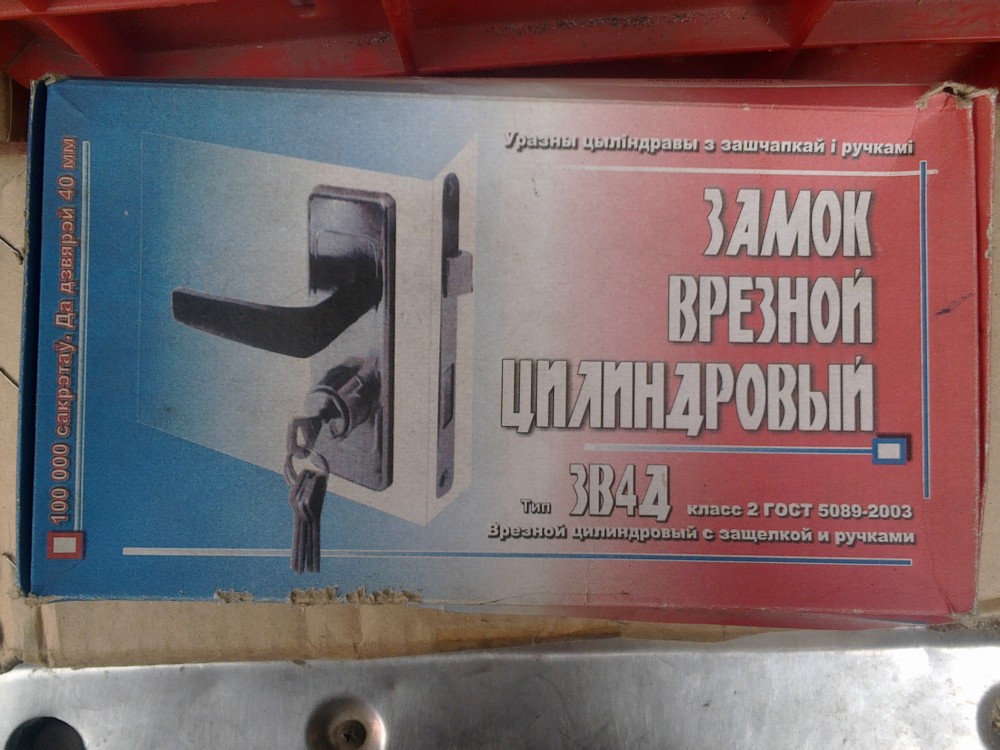 Уразны цыліндравы з зашчапкай і ручкамі
ЗАМОК
ВРЕЗНОЙ
ЦИЛИНДРОВЫЙ
Тип ЗВ4Д класс 2 ГОСТ 5089-2003
Врезной цилиндровый с защелкой и ручками
100 000 сакрэтаў. Да дзвярэй 40 мм